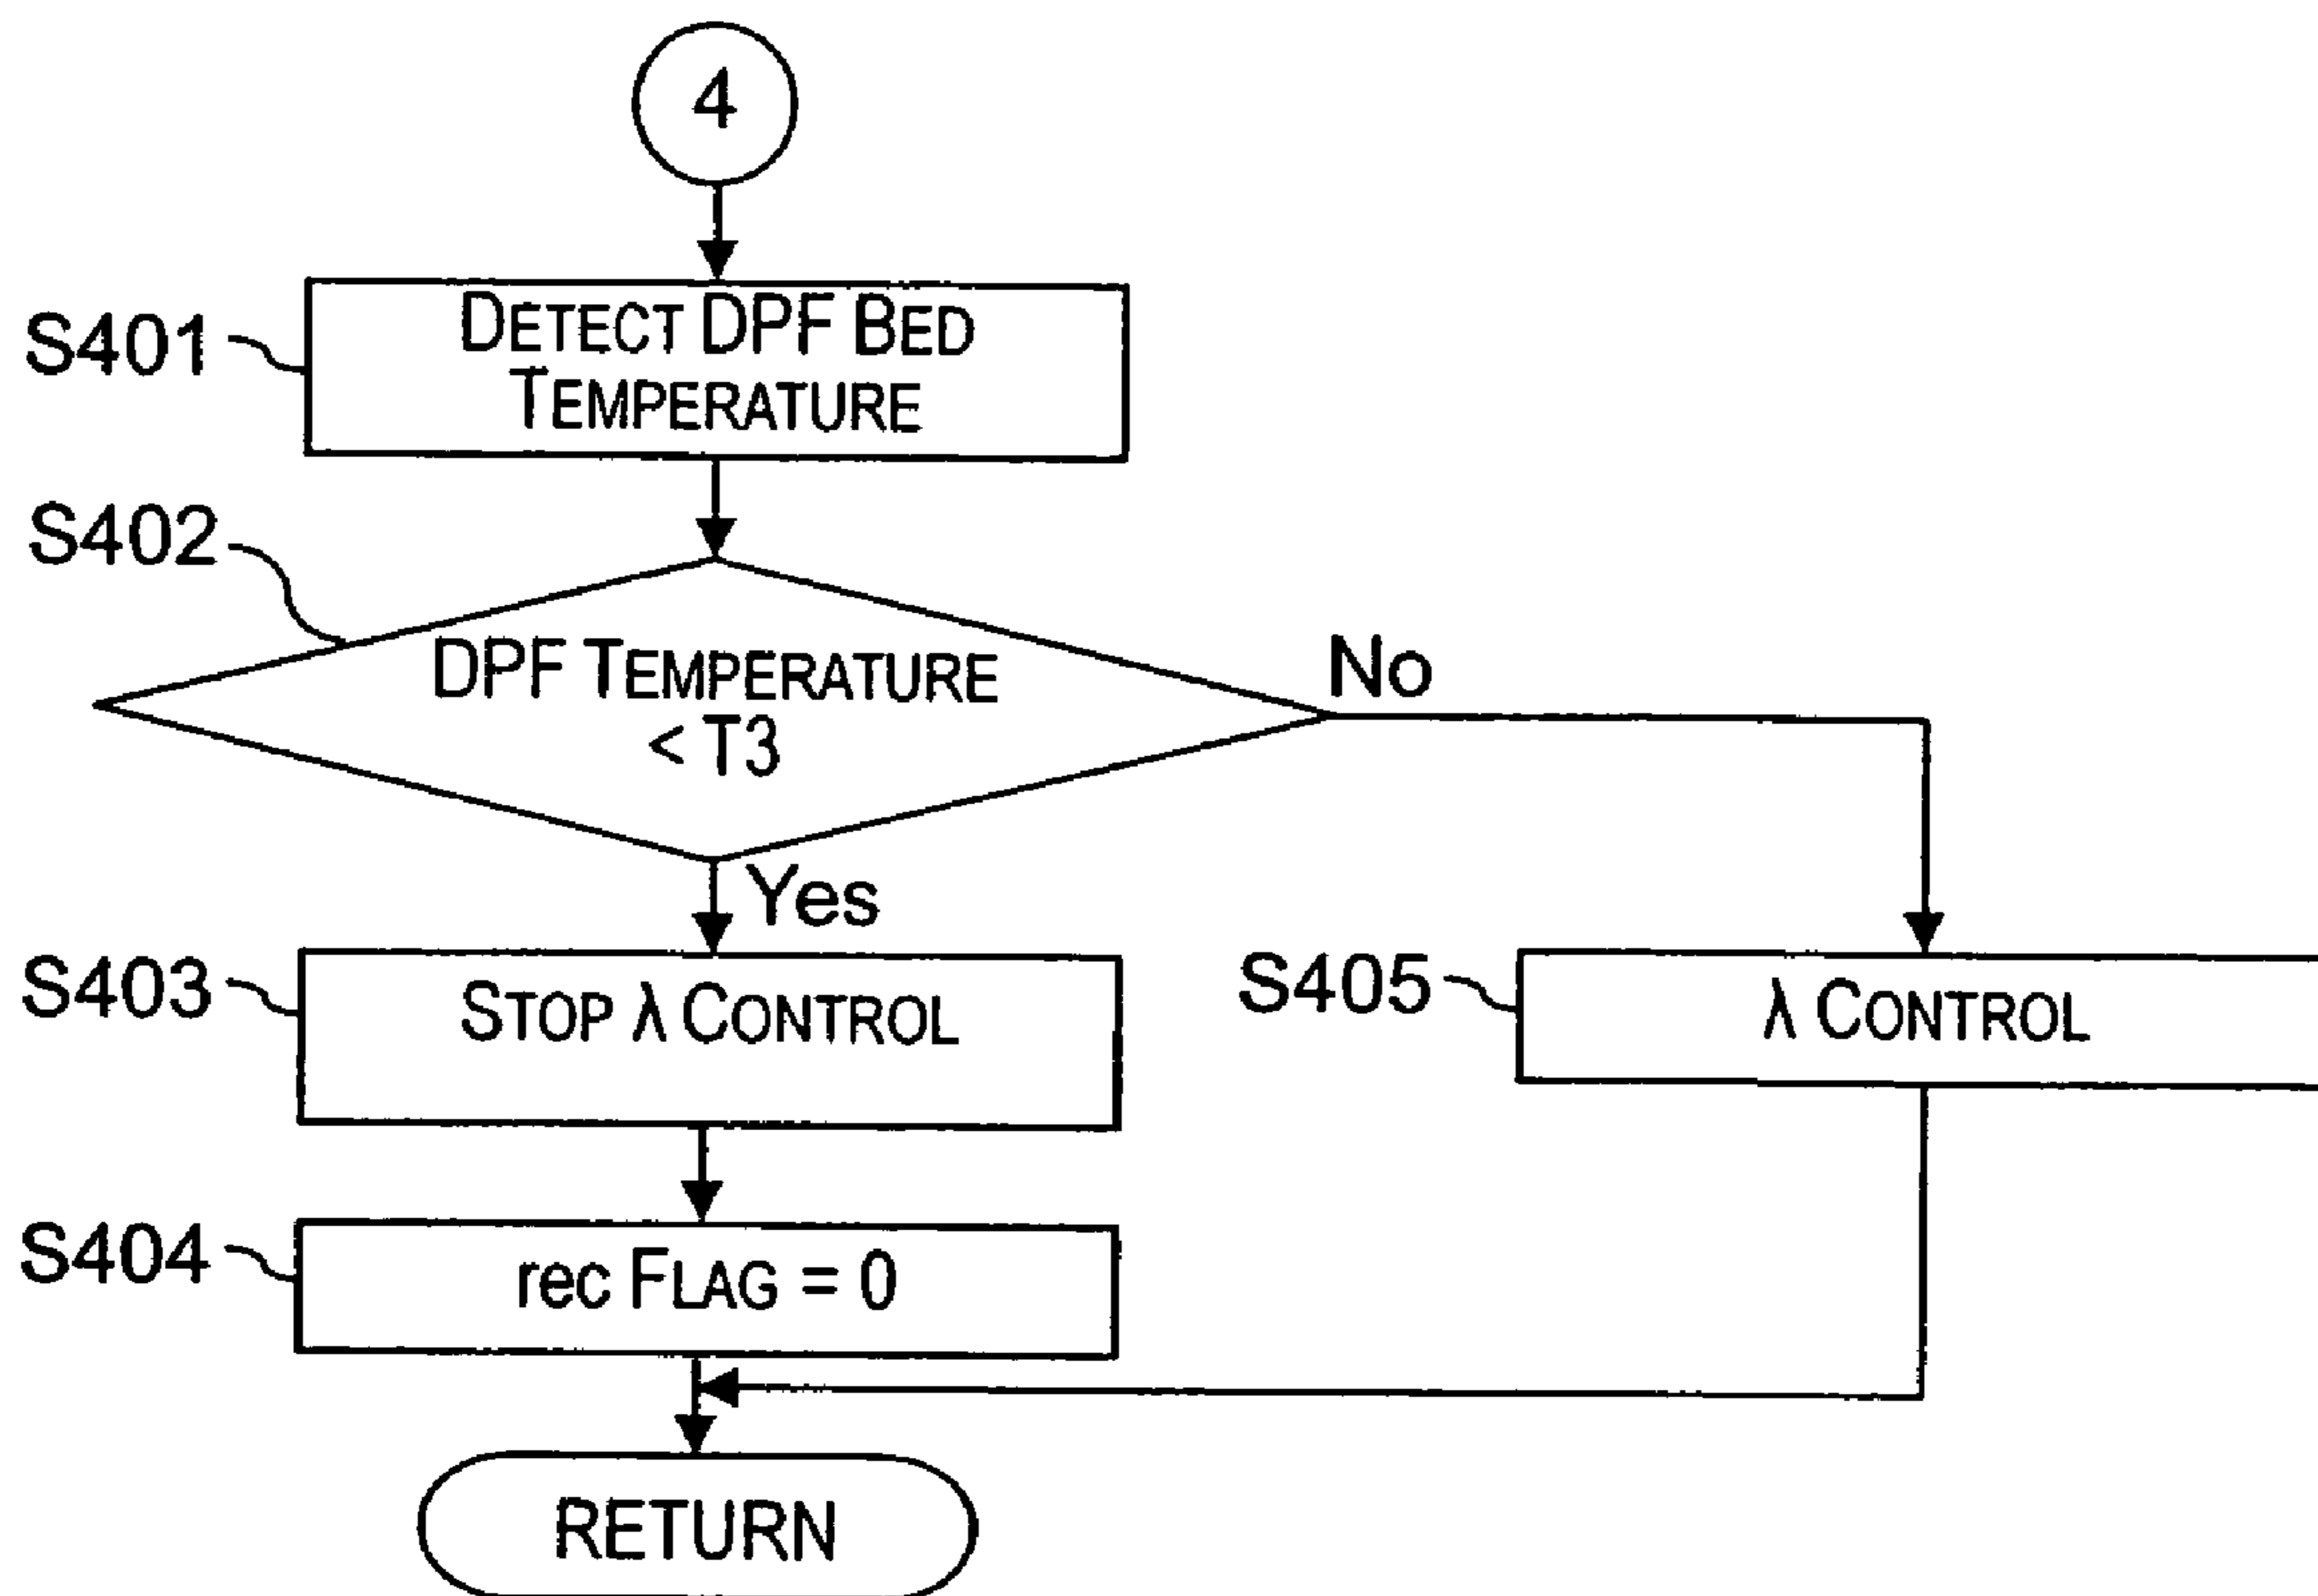 4
S401
DETECT DPF BED
TEMPERATURE
S402
DPF TEMPERATURE
< T3
No
Yes
S403
STOP λ CONTROL
S405
λ CONTROL
S404
rec FLAG = 0
RETURN